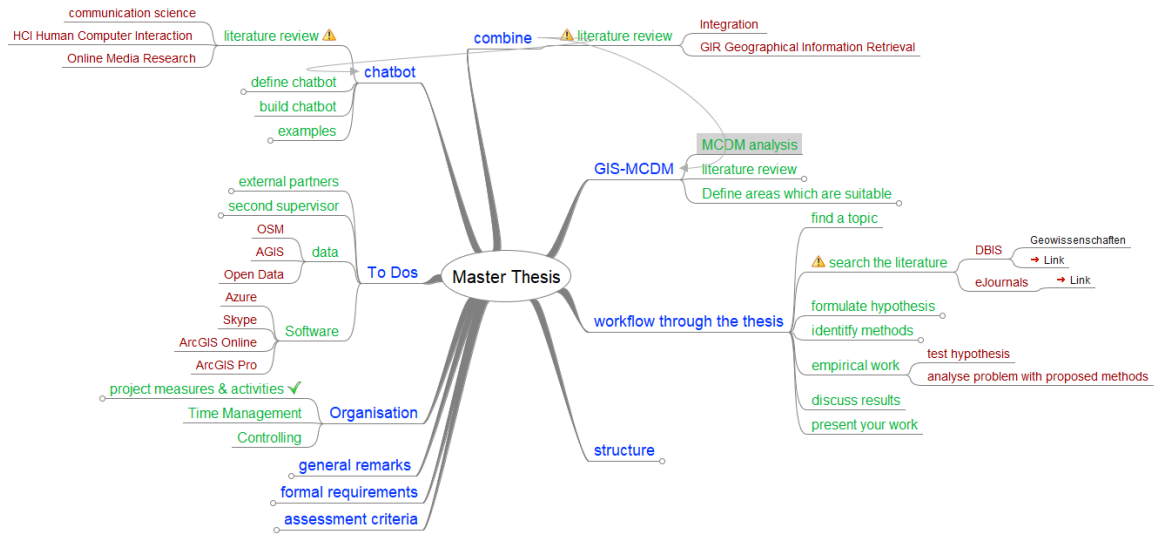 Master Thesis
combine
literature review
Integration
GIR Geographical Information Retrieval
GIS-MCDM
MCDM analysis
literature review
Define areas which are suitable
workflow through the thesis
find a topic
search the literature
DBIS
Geowissenschaften
Link
eJournals
Link
formulate hypothesis
identitfy methods
empirical work
test hypothesis
analyse problem with proposed methods
discuss results
present your work
structure
chatbot
literature review
communication science
HCI Human Computer Interaction
Online Media Research
define chatbot
build chatbot
examples
To Dos
external partners
second supervisor
data
OSM
AGIS
Open Data
Software
Azure
Skype
ArcGIS Online
ArcGIS Pro
Organisation
project measures & activities
Time Management
Controlling
general remarks
formal requirements
assessment criteria